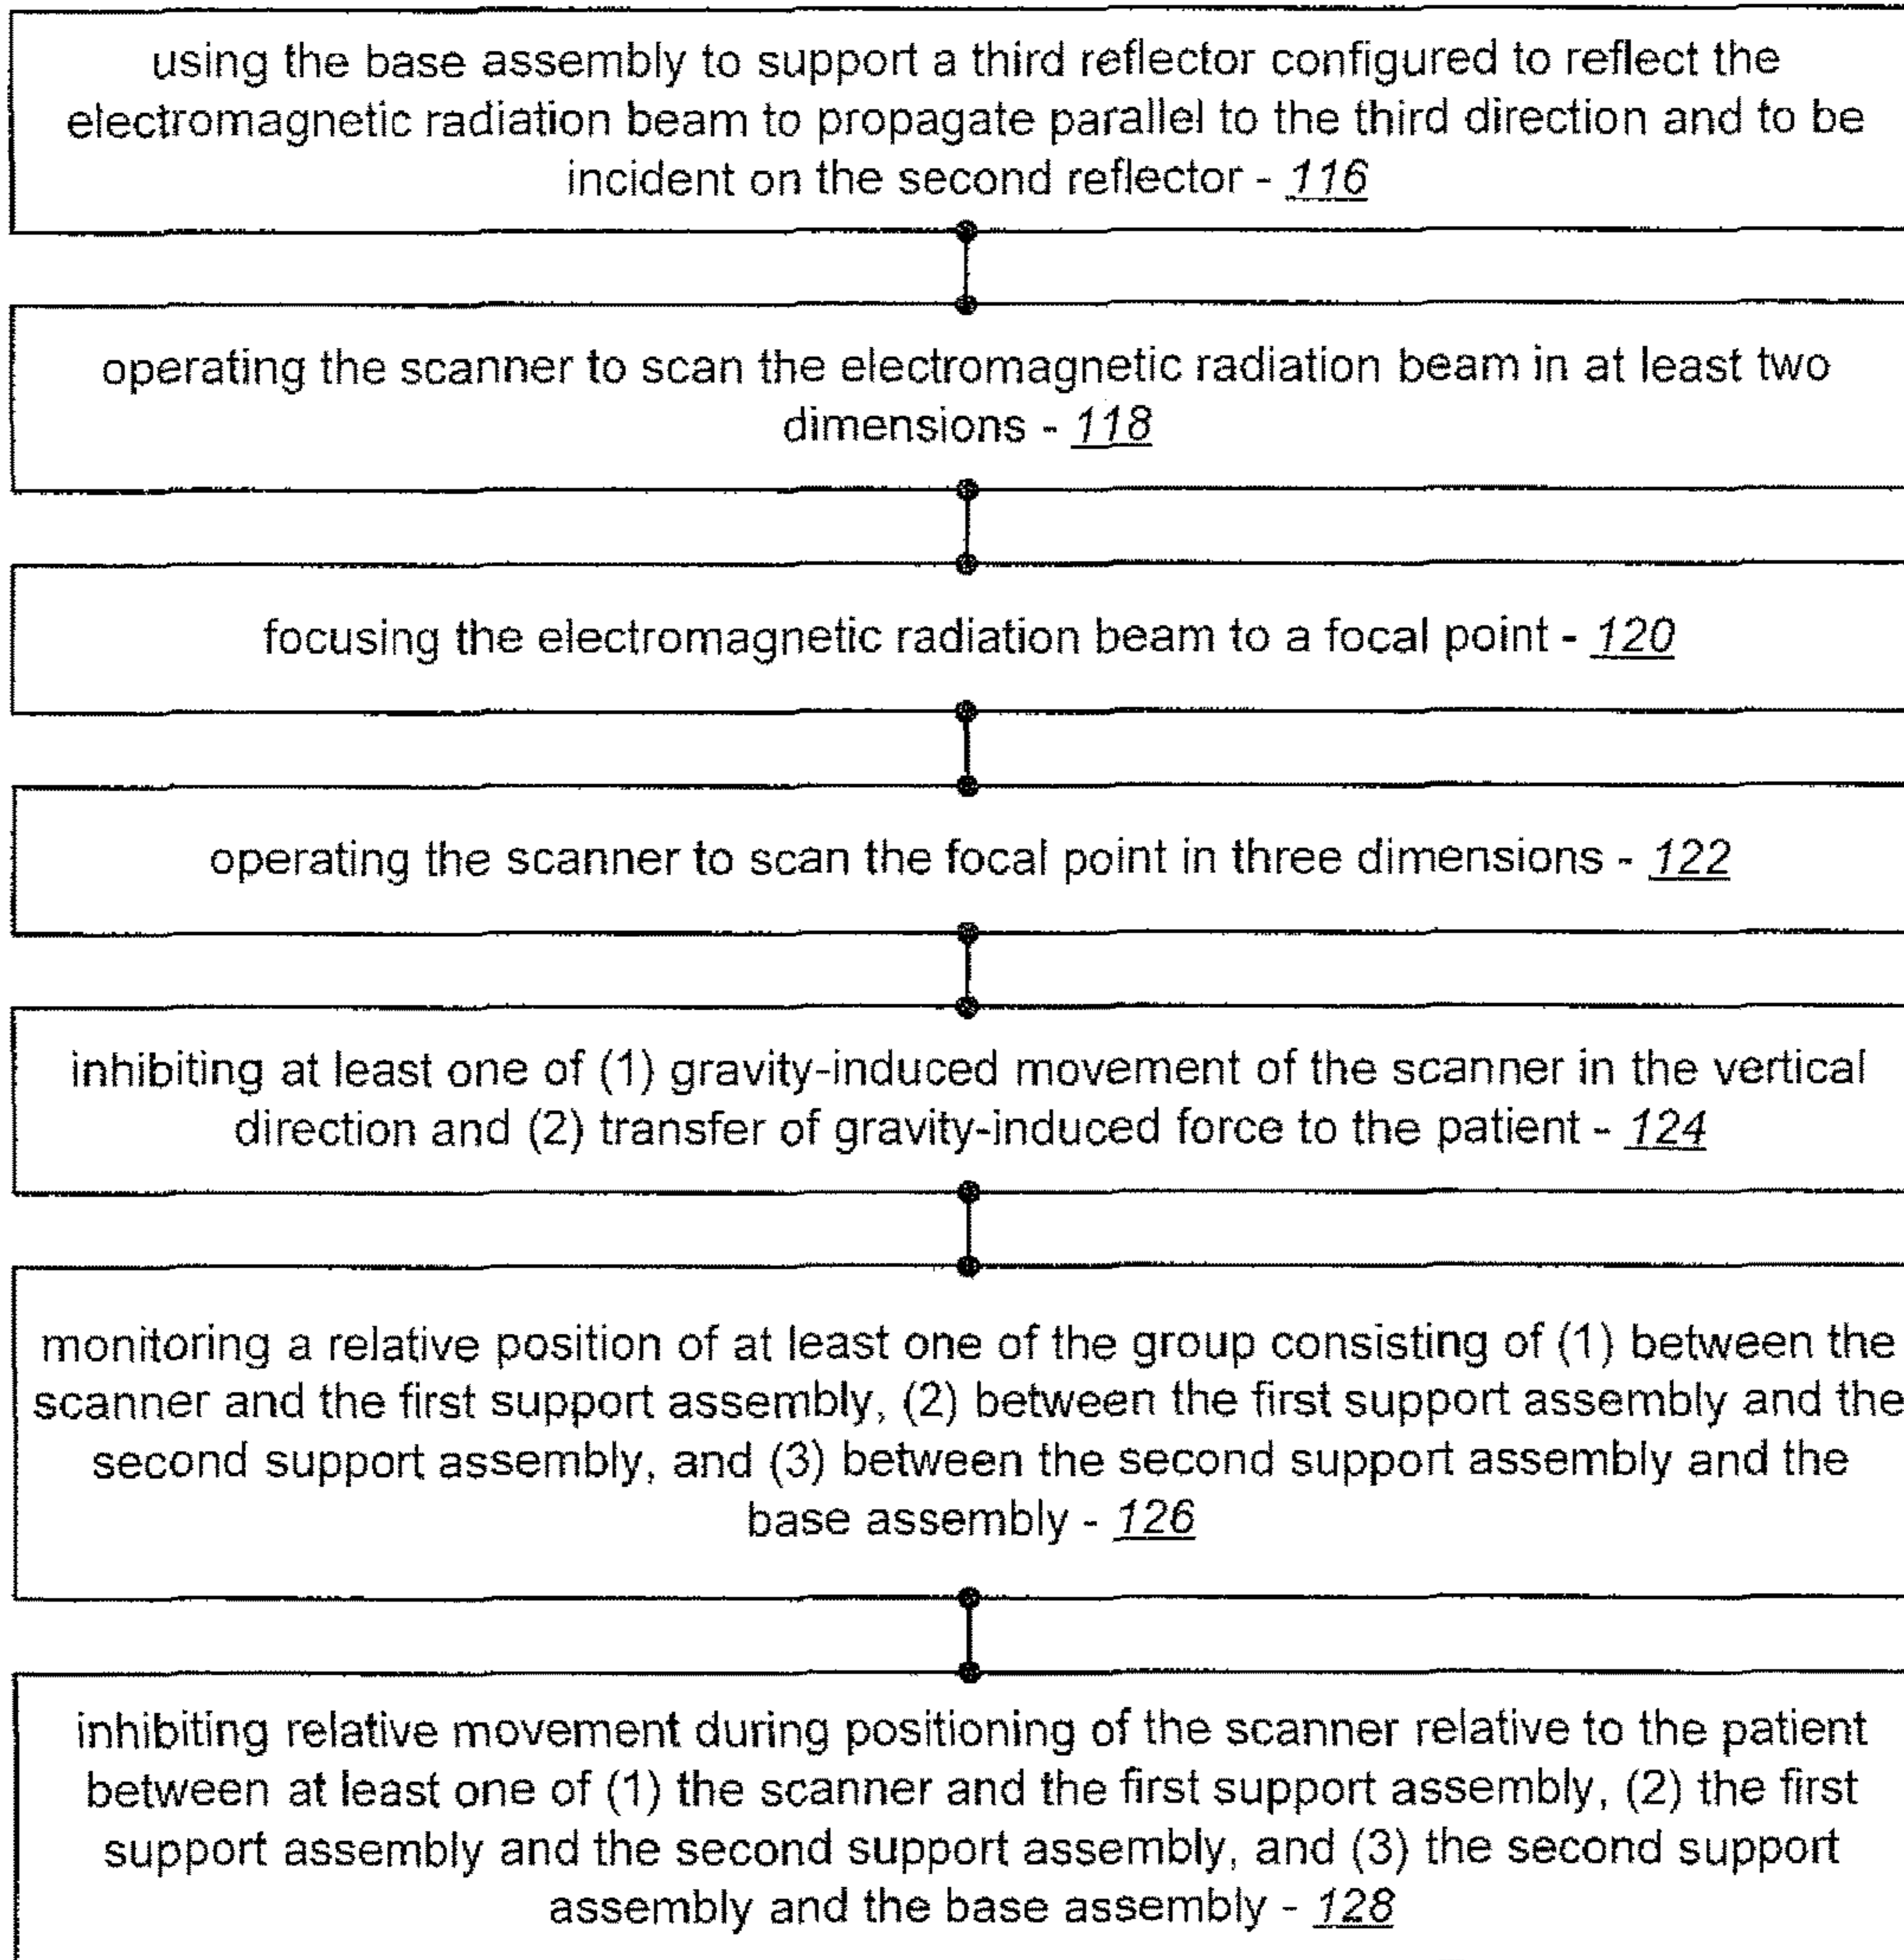 using the base assembly to support a third reflector configured to reflect the
electromagnetic radiation beam to propagate parallel to the third direction and to be
incident on the second reflector - 116
operating the scanner to scan the electromagnetic radiation beam in at least two
dimensions - 118
focusing the electromagnetic radiation beam to a focal point - 120
operating the scanner to scan the focal point in three dimensions - 122
inhibiting at least one of (1) gravity-induced movement of the scanner in the vertical
direction and (2) transfer of gravity-induced force to the patient - 124
monitoring a relative position of at least one of the group consisting of (1) between the
scanner and the first support assembly, (2) between the first support assembly and the
second support assembly, and (3) between the second support assembly and the
base assembly - 126
inhibiting relative movement during positioning of the scanner relative to the patient
between at least one of (1) the scanner and the first support assembly, (2) the first
support assembly and the second support assembly, and (3) the second support
assembly and the base assembly - 128